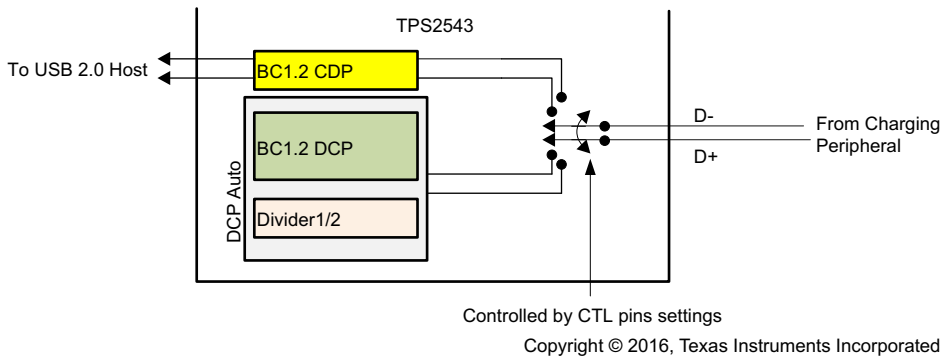 TPS2543
To USB 2.0 Host
BC1.2 CDP
DCP Auto
BC1.2 DCP
Divider1/2
D-
D+
From Charging
Peripheral
Controlled by CTL pins settings
Copyright © 2016, Texas Instruments Incorporated